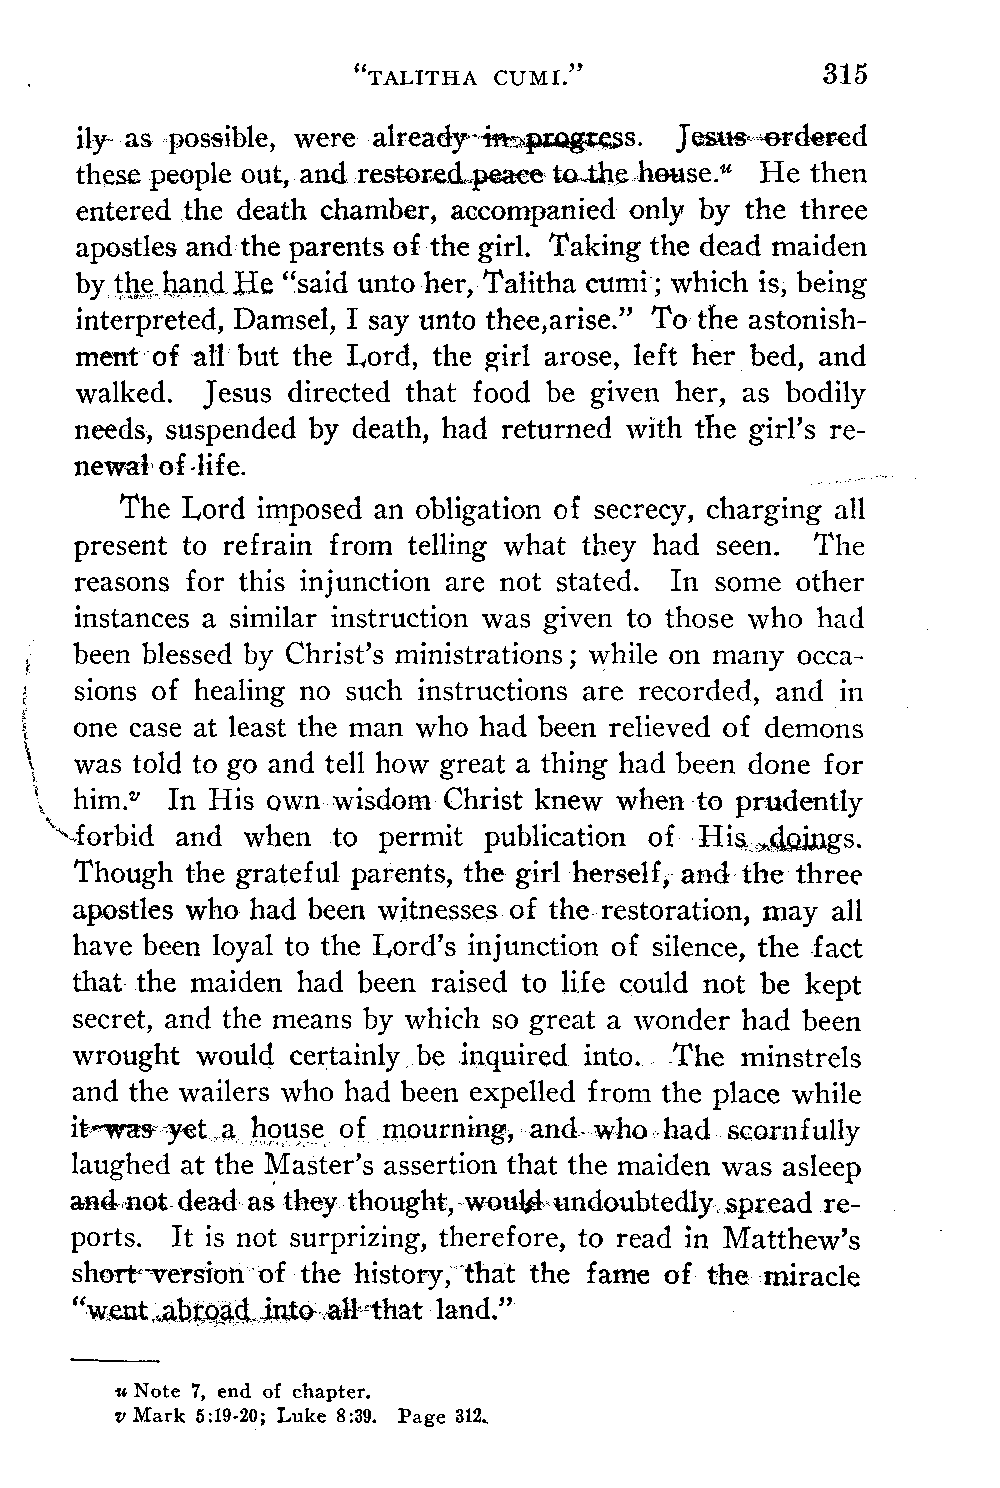 “TALITHA CUMI.” 315
ily as possible, were already in progress. Jesus ordered
these people out, and restored peace to the house.u He then
entered the death chamber, accompanied only by the three
apostles and the parents of the girl. Taking the dead maiden
by the hand He “said unto her, Talitha cumi; which is, being
interpreted, Damsel, I say unto thee,arise.” To the astonish-
ment of all but the Lord, the girl arose, left her bed, and
walked. Jesus directed that food be given her, as bodily
needs, suspended by death, had returned with the girl’s re-
newal of life.
The Lord imposed an obligation of secrecy, charging all
present to refrain from telling what they had seen. The
reasons for this injunction are not stated. In some other
instances a similar instruction was given to those who had
been blessed by Christ’s ministrations; while on many occa-
sions of healing no such instructions are recorded, and in
one case at least the man who had been relieved of demons
was told to go and tell how great a thing had been done for
him.v In His own wisdom Christ knew when to prudently
forbid and when to permit publication of His doings.
Though the grateful parents, the girl herself, and the three
apostles who had been witnesses of the restoration, may all
have been loyal to the Lord’s injunction of silence, the fact
that the maiden had been raised to life could not be kept
secret, and the means by which so great a wonder had been
wrought would certainly be inquired into. The minstrels
and the wailers who had been expelled from the place while
it was yet a house of mourning, and who had scornfully
laughed at the Master’s assertion that the maiden was asleep
and not dead as they thought, would undoubtedly spread re-
ports. It is not surprizing, therefore, to read in Matthew’s
short version of the history, that the fame of the miracle
“went abroad into all that land.”
u Note 7, end of chapter.
v Mark 5:19-20; Luke 8:39. Page 312.